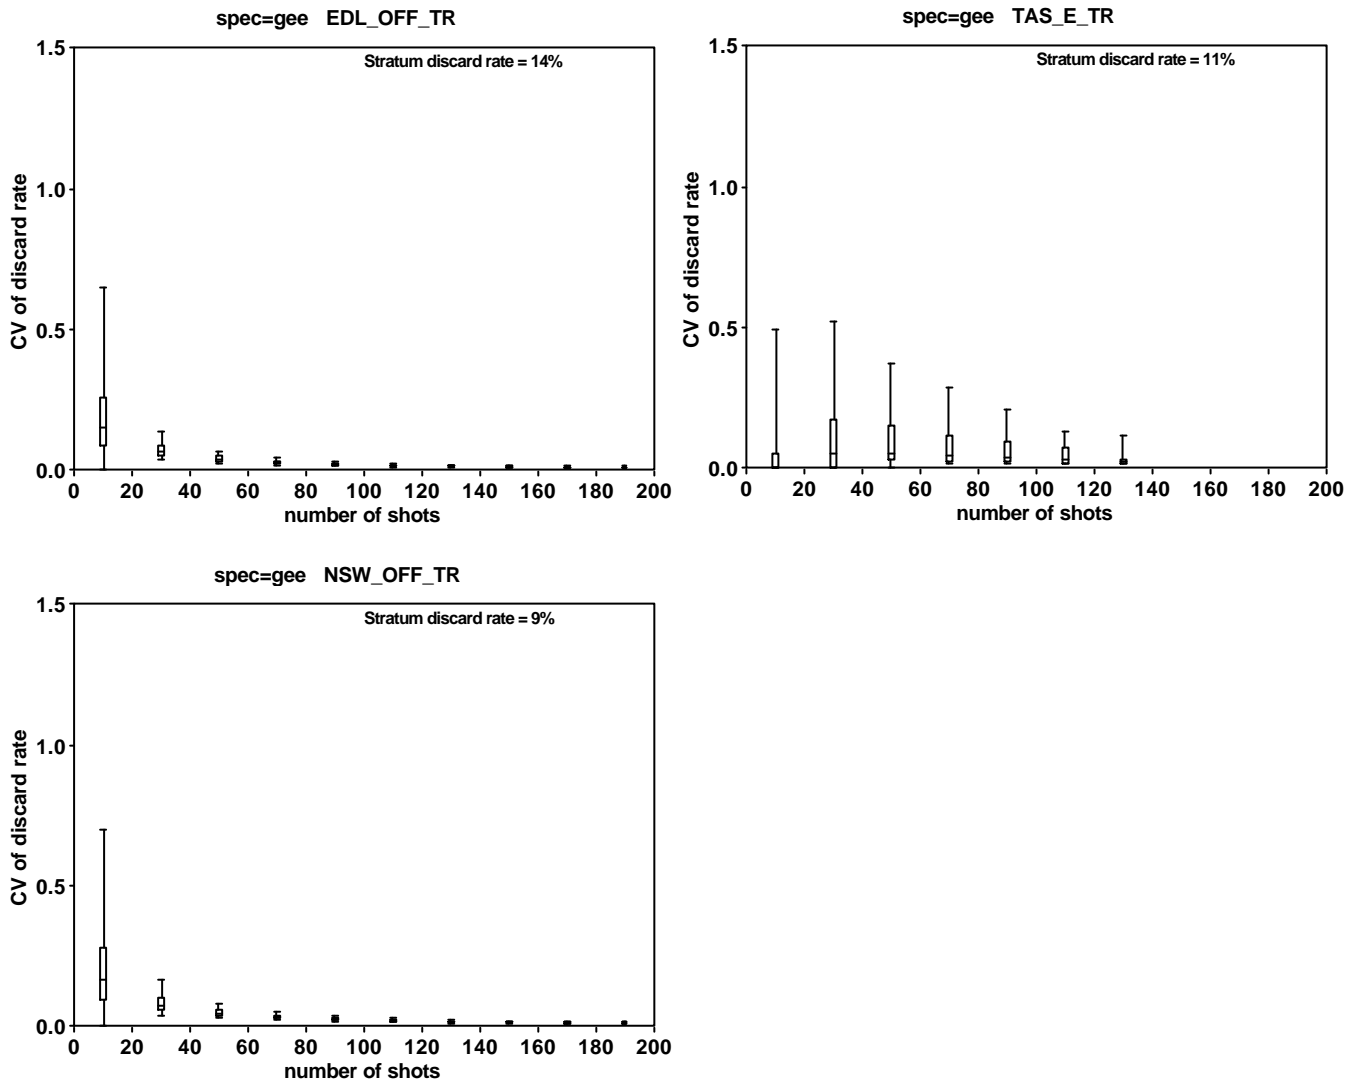 spec=gee EDL_OFF_TR
Stratum discard rate = 14%
1.5
1.0
0.5
0.0
CV of discard rate
0 20 40 60 80 100 120 140 160 180 200
number of shots
spec=gee TAS_E_TR
Stratum discard rate = 11%
1.5
1.0
0.5
0.0
CV of discard rate
0 20 40 60 80 100 120 140 160 180 200
number of shots
spec=gee NSW_OFF_TR
Stratum discard rate = 9%
1.5
1.0
0.5
0.0
CV of discard rate
0 20 40 60 80 100 120 140 160 180 200
number of shots